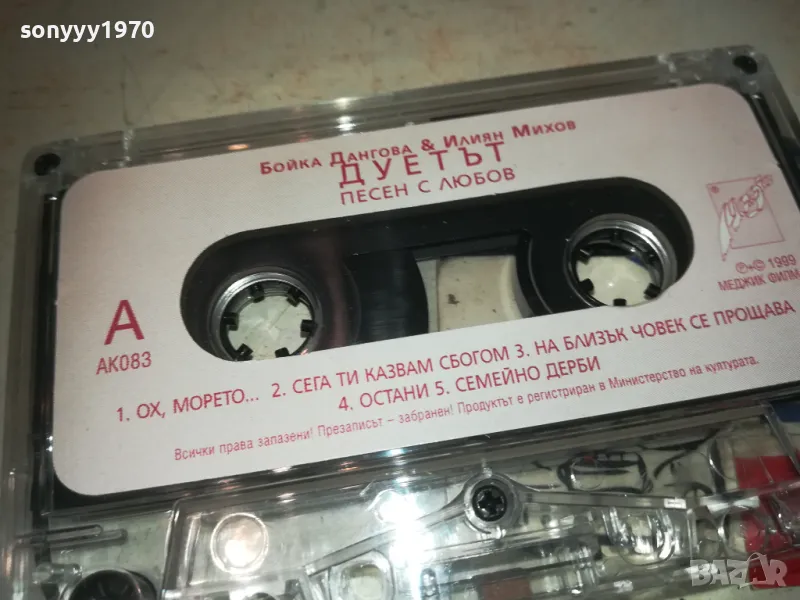 sonyyy1970
Бойка Дангова & Илиян Михов
ДУЕТЪТ
ПЕСЕН С ЛЮБОВ
℗+© 1999
МЕДЖИК ФИЛМ
A
АК083
1. ОХ, МОРЕТО... 2. СЕГА ТИ КАЗВАМ СБОГОМ 3. НА БЛИЗЪК ЧОВЕК СЕ ПРОЩАВА
4. ОСТАНИ 5. СЕМЕЙНО ДЕРБИ
Всички права запазени! Презаписът – забранен! Продуктът е регистриран в Министерство на културата.
BAZAR